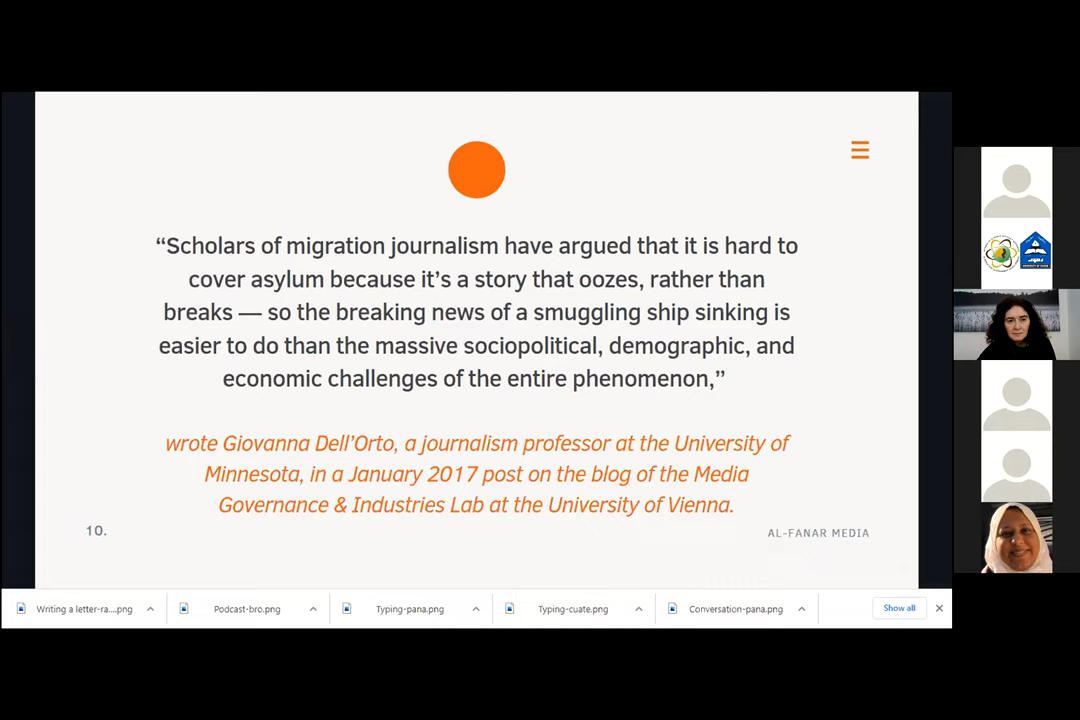 “Scholars of migration journalism have argued that it is hard to
cover asylum because it’s a story that oozes, rather than
breaks — so the breaking news of a smuggling ship sinking is
easier to do than the massive sociopolitical, demographic, and
economic challenges of the entire phenomenon,”
wrote Giovanna Dell’Orto, a journalism professor at the University of
Minnesota, in a January 2017 post on the blog of the Media
Governance & Industries Lab at the University of Vienna.
10.
AL-FANAR MEDIA
Writing a letter-ra....png
Podcast-bro.png
Typing-pana.png
Typing-cuate.png
Conversation-pana.png
Show all